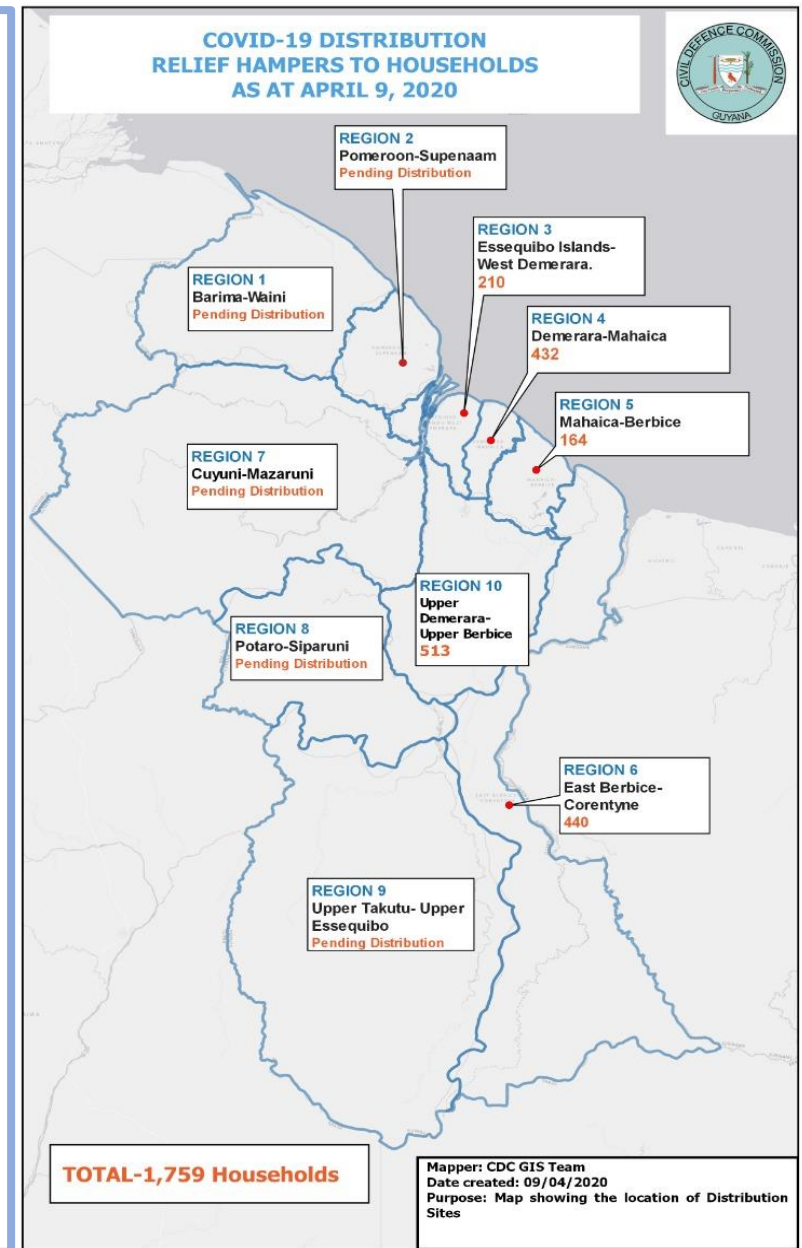 COVID-19 DISTRIBUTION
RELIEF HAMPERS TO HOUSEHOLDS
AS AT APRIL 9, 2020
CIVIL DEFENCE COMMISSION
GUYANA
REGION 2
Pomeroon-Supenaam
Pending Distribution
REGION 3
Essequibo Islands-
West Demerara.
210
REGION 1
Barima-Waini
Pending Distribution
REGION 4
Demerara-Mahaica
432
REGION 5
Mahaica-Berbice
164
REGION 7
Cuyuni-Mazaruni
Pending Distribution
REGION 10
Upper
Demerara-
Upper Berbice
513
REGION 8
Potaro-Siparuni
Pending Distribution
REGION 6
East Berbice-
Corentyne
440
REGION 9
Upper Takutu- Upper
Essequibo
Pending Distribution
TOTAL-1,759 Households
Mapper: CDC GIS Team
Date created: 09/04/2020
Purpose: Map showing the location of Distribution
Sites